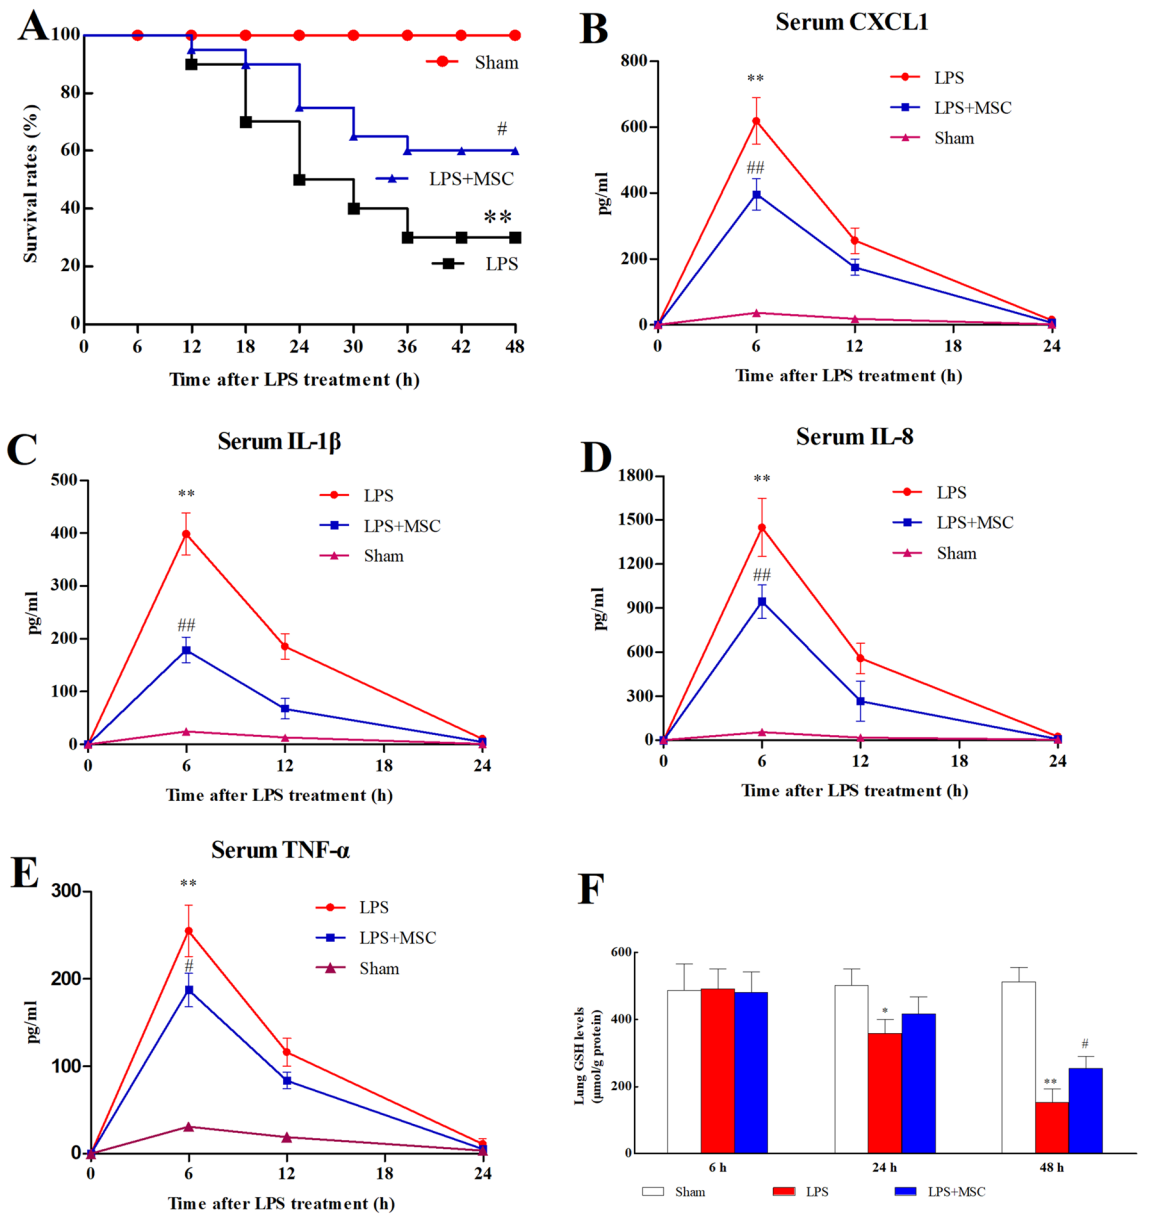 A
100
80
60
40
20
0
Survival rates (%)
Sham
#
LPS+MSC
**
LPS
0 6 12 18 24 30 36 42 48
Time after LPS treatment (h)
B
Serum CXCL1
800
600
400
200
0
pg/ml
**
##
LPS
LPS+MSC
Sham
0 6 12 18 24
Time after LPS treatment (h)
C
Serum IL-1β
500
400
300
200
100
0
pg/ml
**
##
LPS
LPS+MSC
Sham
0 6 12 18 24
Time after LPS treatment (h)
D
Serum IL-8
1800
1500
1200
900
600
300
0
pg/ml
**
##
LPS
LPS+MSC
Sham
0 6 12 18 24
Time after LPS treatment (h)
E
Serum TNF-α
300
200
100
0
pg/ml
**
#
LPS
LPS+MSC
Sham
0 6 12 18 24
Time after LPS treatment (h)
F
600
400
200
0
Lung GSH levels
(μmol/g protein)
*
**
#
6 h 24 h 48 h
Sham LPS LPS+MSC